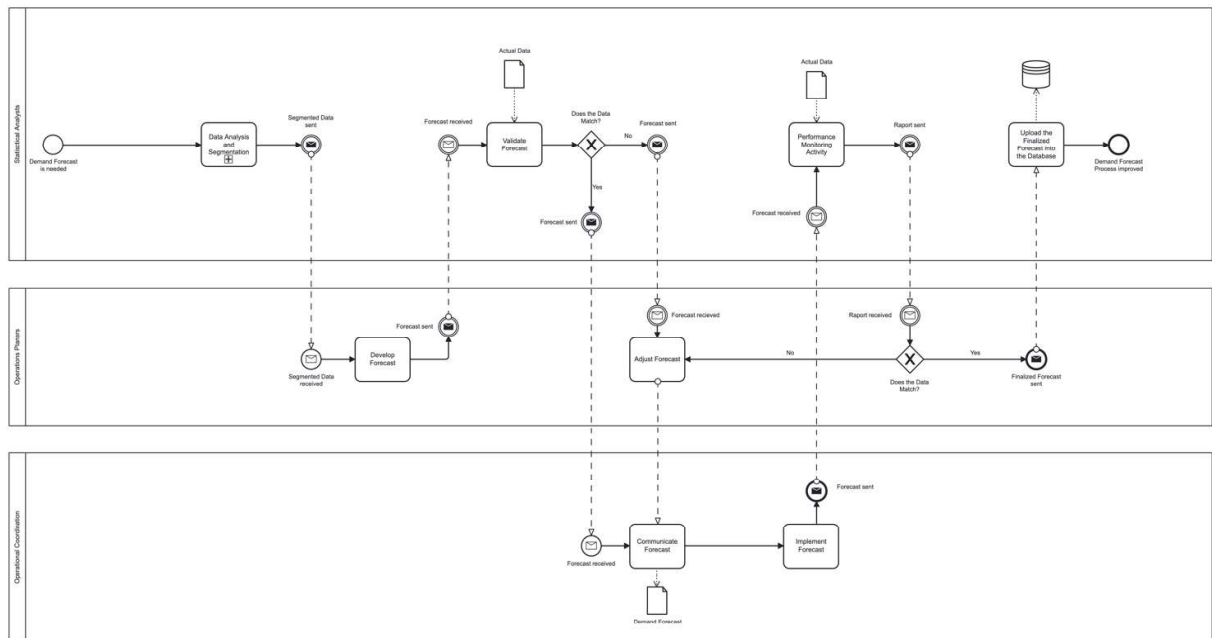 Statistical Analysts
Demand Forecast
is needed
Data Analysis
and
Segmentation
Segmented Data
sent
Forecast received
Actual Data
Validate
Forecast
Does the Data
Match?
No
Yes
Forecast sent
Forecast sent
Actual Data
Performance
Monitoring
Activity
Forecast received
Raport sent
Upload the
Finalized
Forecast into
the Database
Demand Forecast
Process improved
Operations Planers
Segmented Data
received
Develop
Forecast
Forecast sent
Forecast recieved
Adjust Forecast
No
Raport received
Does the Data
Match?
Yes
Finalized Forecast
sent
Operational Coordination
Forecast received
Communicate
Forecast
Demand Forecast
Implement
Forecast
Forecast sent